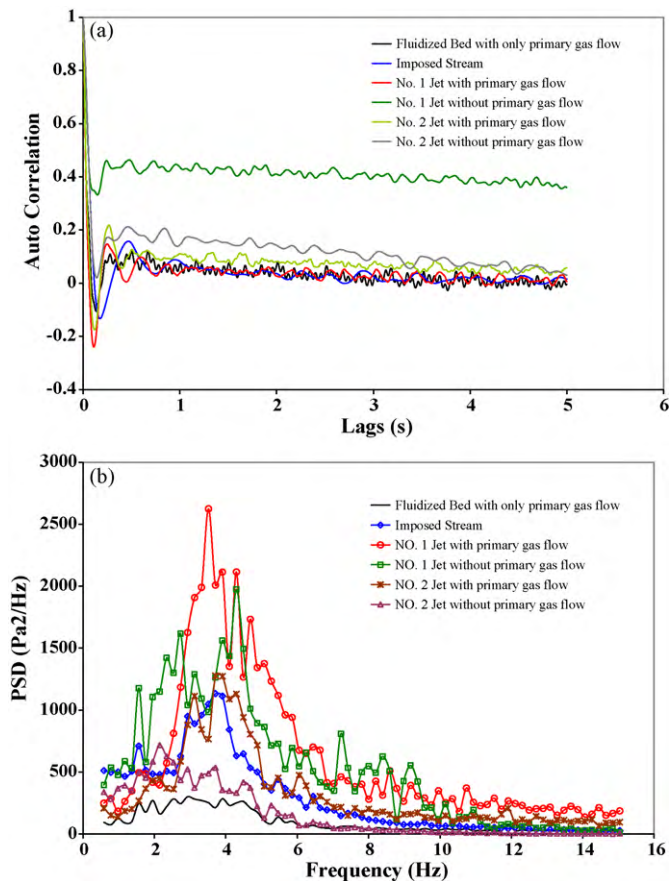 (a)
1
0.8
0.6
0.4
0.2
0
-0.2
-0.4
Auto Correlation
Fluidized Bed with only primary gas flow
Imposed Stream
No. 1 Jet with primary gas flow
No. 1 Jet without primary gas flow
No. 2 Jet with primary gas flow
No. 2 Jet without primary gas flow
0 1 2 3 4 5 6
Lags (s)
(b)
3000
2500
2000
1500
1000
500
0
PSD (Pa2/Hz)
Fluidized Bed with only primary gas flow
Imposed Stream
NO. 1 Jet with primary gas flow
NO. 1 Jet without primary gas flow
NO. 2 Jet with primary gas flow
NO. 2 Jet without primary gas flow
0 2 4 6 8 10 12 14 16
Frequency (Hz)